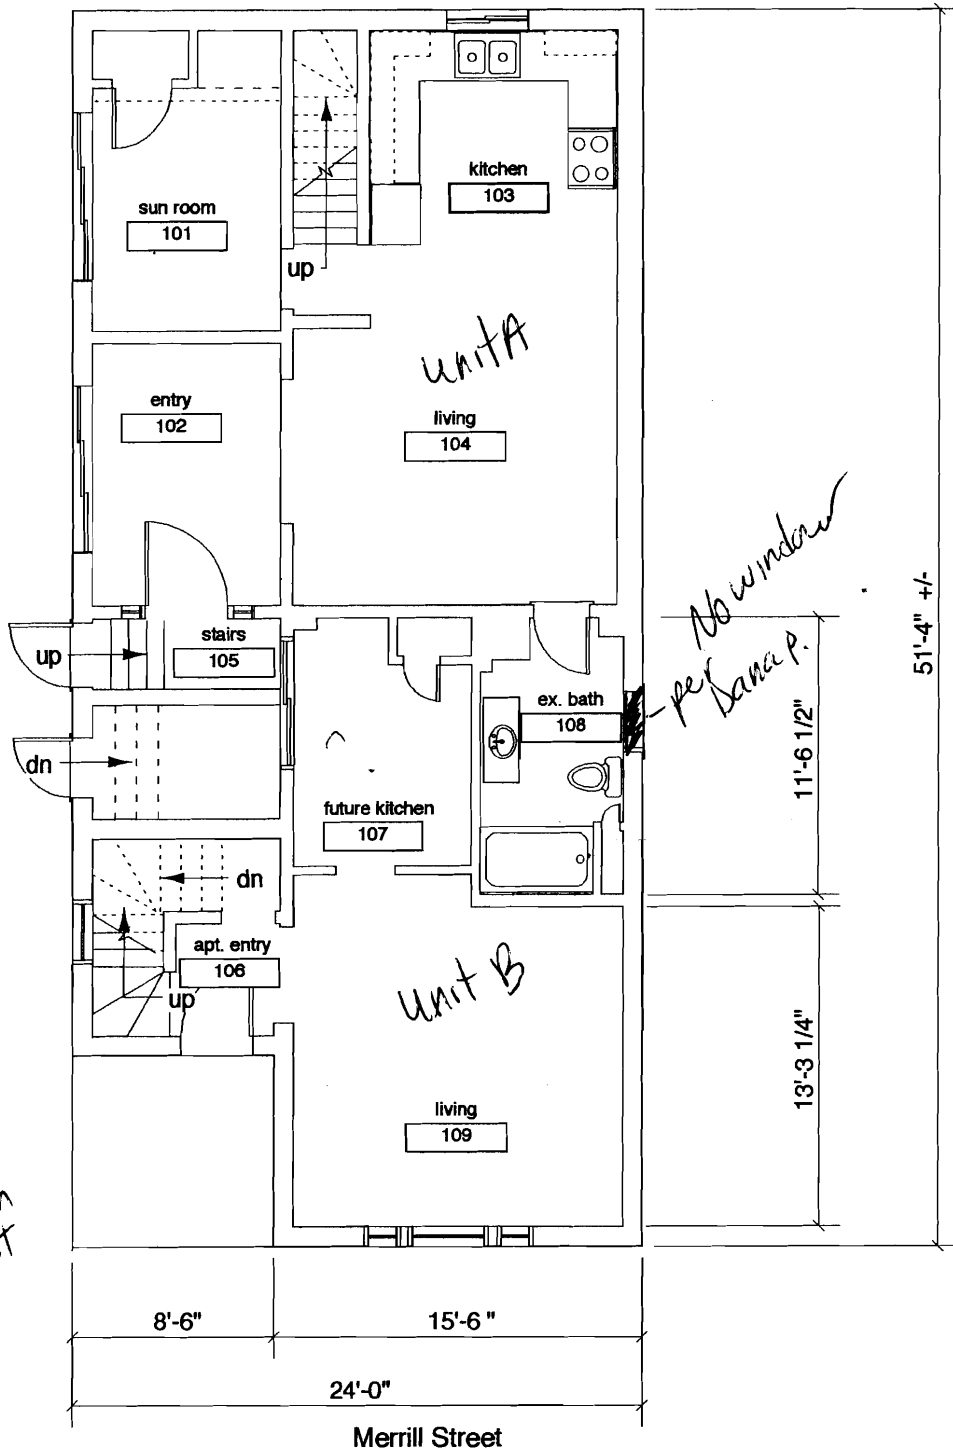 kitchen
103
sun room
101
up
unit A
entry
102
living
104
No window
per
Dana P.
51'-4" +/-
stairs
105
up
ex. bath
108
11'-6 1/2"
dn
future kitchen
107
dn
apt. entry
106
up
Unit B
13'-3 1/4"
living
109
8'-6"
15'-6"
24'-0"
Merrill Street